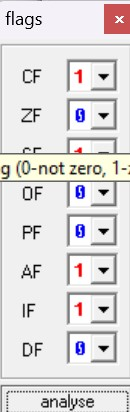 flags
CF 1
ZF 0
g (0-not zero, 1-
OF 0
PF 0
AF 1
IF 1
DF 0
analyse